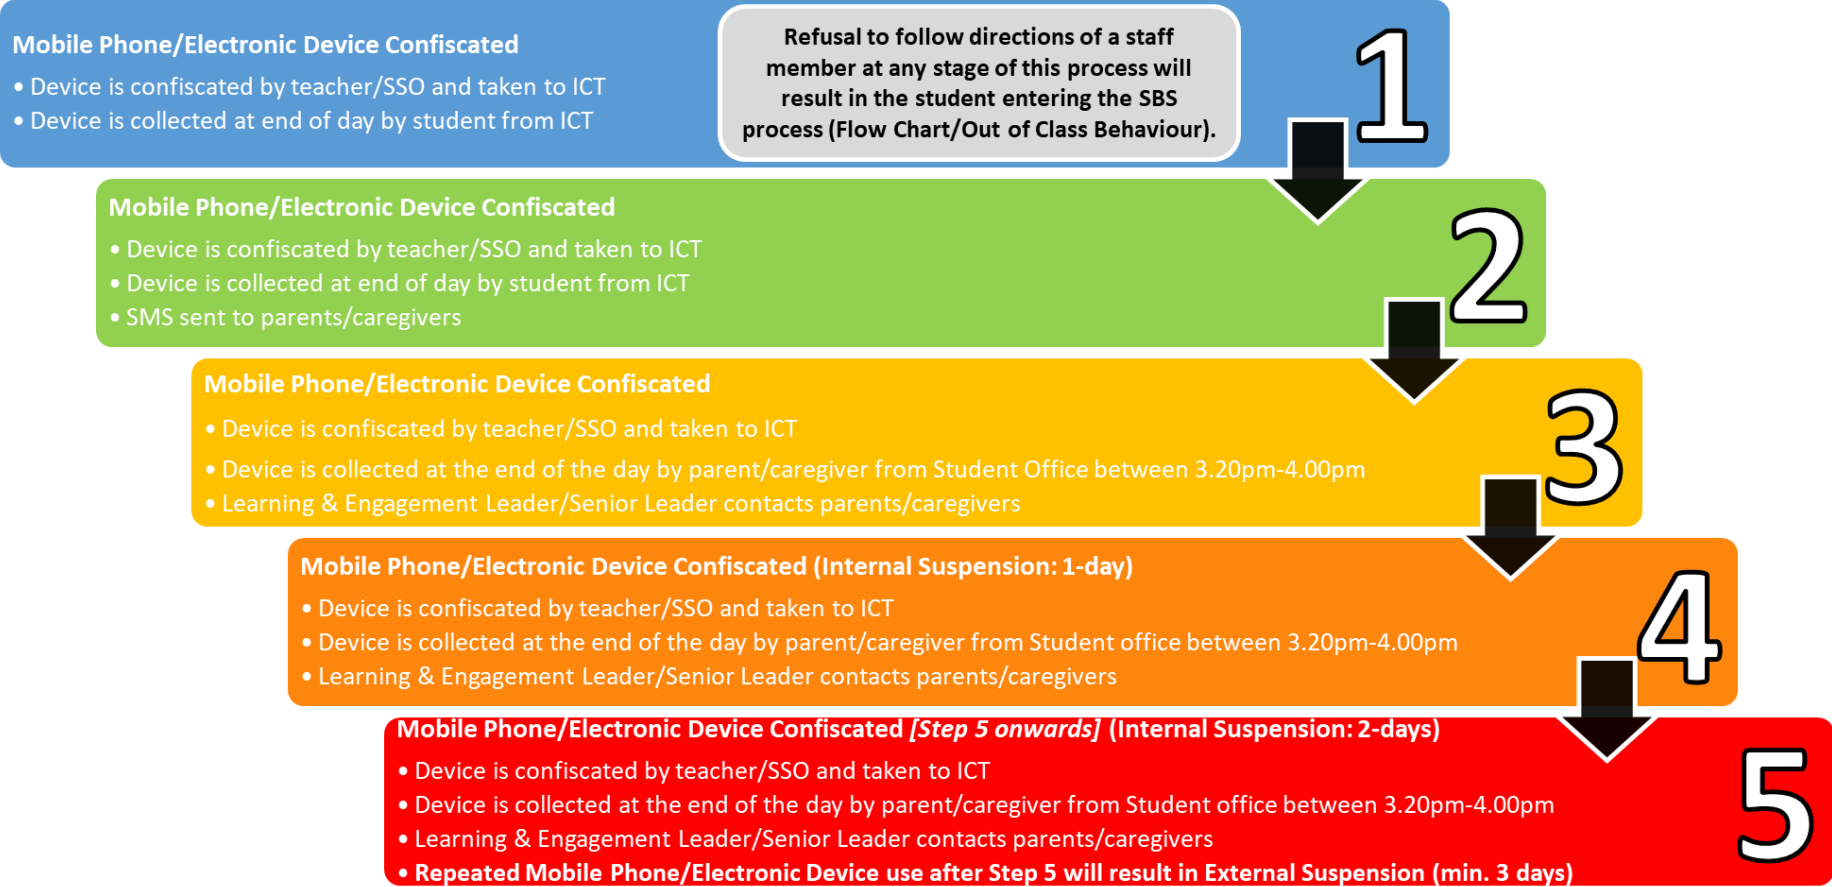 Mobile Phone/Electronic Device Confiscated
• Device is confiscated by teacher/SSO and taken to ICT
• Device is collected at end of day by student from ICT
Refusal to follow directions of a staff
member at any stage of this process will
result in the student entering the SBS
process (Flow Chart/Out of Class Behaviour).
1
Mobile Phone/Electronic Device Confiscated
• Device is confiscated by teacher/SSO and taken to ICT
• Device is collected at end of day by student from ICT
• SMS sent to parents/caregivers
2
Mobile Phone/Electronic Device Confiscated
• Device is confiscated by teacher/SSO and taken to ICT
• Device is collected at the end of the day by parent/caregiver from Student Office between 3.20pm-4.00pm
• Learning & Engagement Leader/Senior Leader contacts parents/caregivers
3
Mobile Phone/Electronic Device Confiscated (Internal Suspension: 1-day)
• Device is confiscated by teacher/SSO and taken to ICT
• Device is collected at the end of the day by parent/caregiver from Student office between 3.20pm-4.00pm
• Learning & Engagement Leader/Senior Leader contacts parents/caregivers
4
Mobile Phone/Electronic Device Confiscated [Step 5 onwards] (Internal Suspension: 2-days)
• Device is confiscated by teacher/SSO and taken to ICT
• Device is collected at the end of the day by parent/caregiver from Student office between 3.20pm-4.00pm
• Learning & Engagement Leader/Senior Leader contacts parents/caregivers
• Repeated Mobile Phone/Electronic Device use after Step 5 will result in External Suspension (min. 3 days)
5